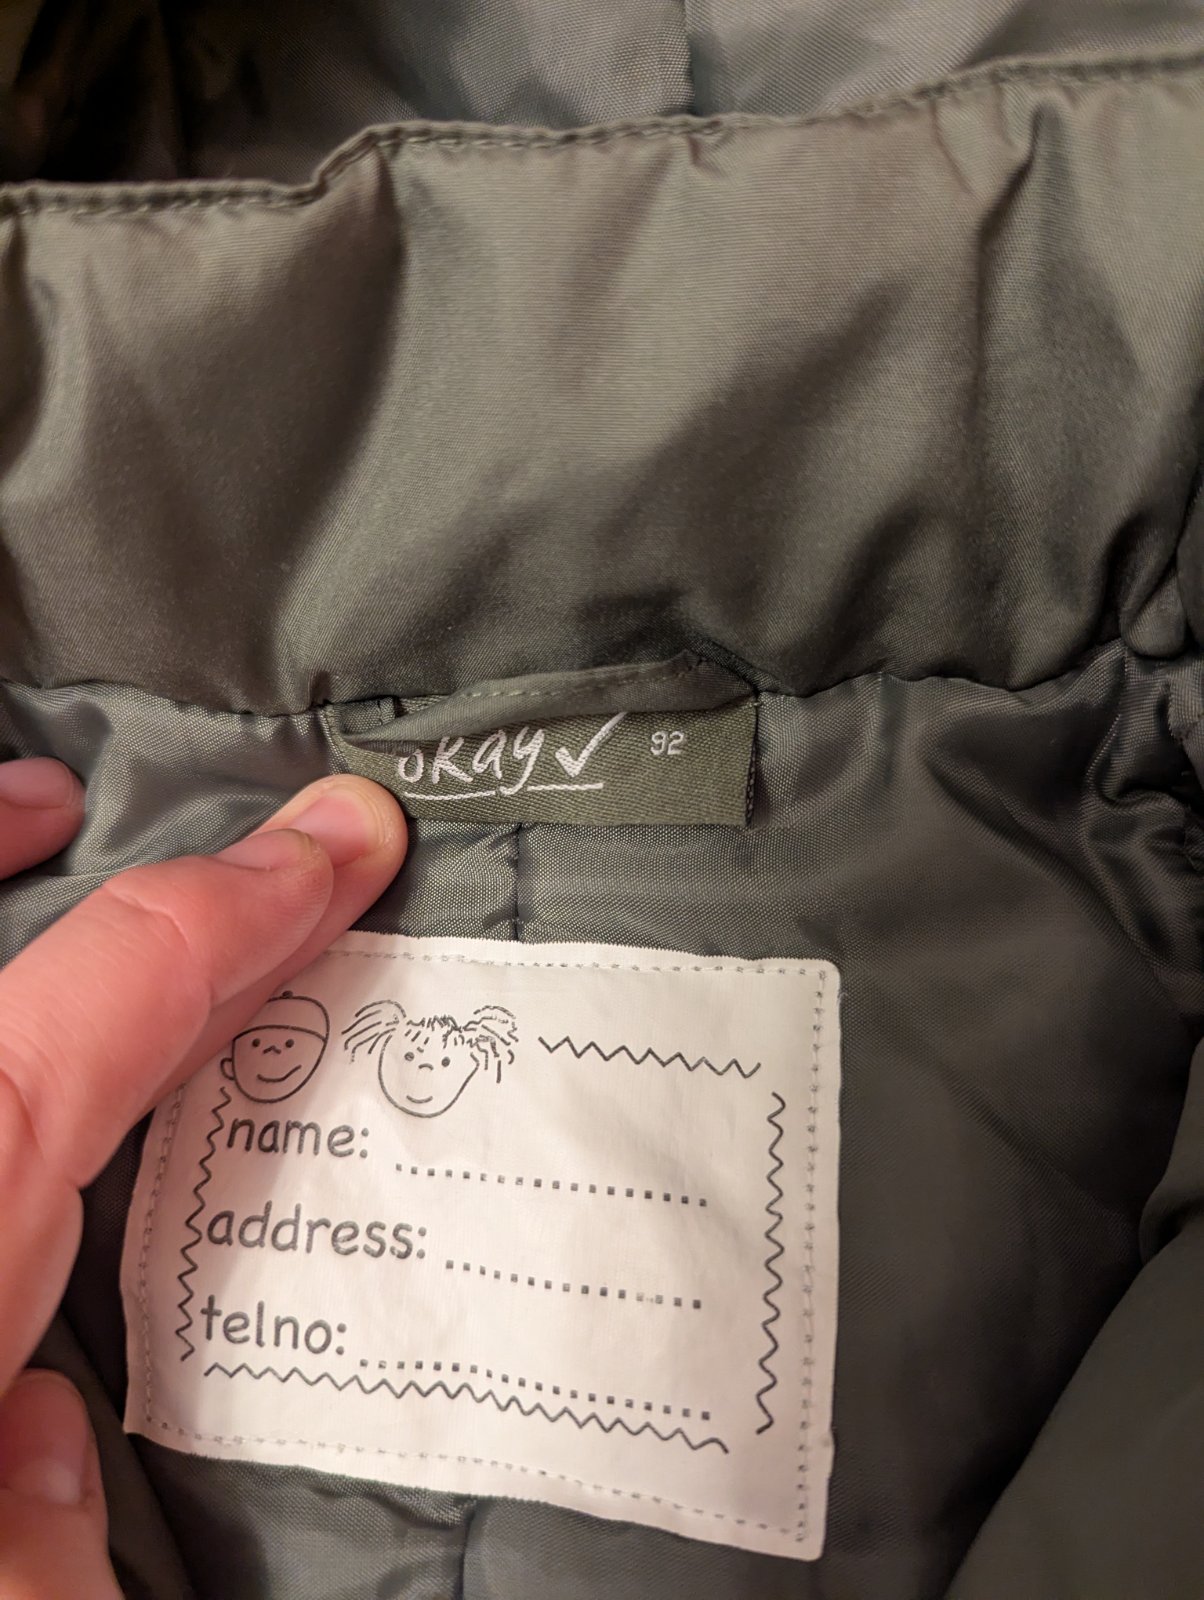 okay✓ 92
name: ........................
address: ....................
telno: ...........................